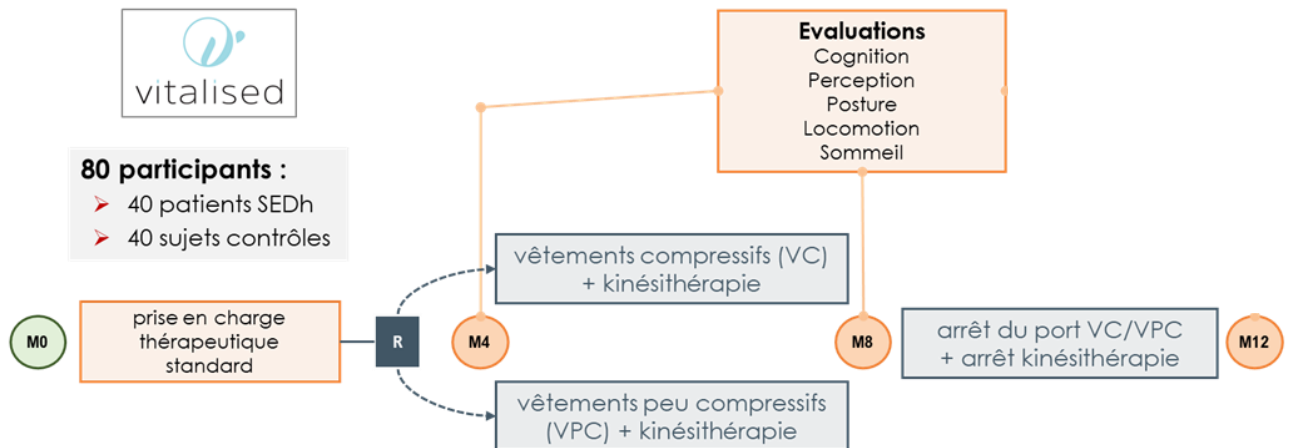 vitalised
80 participants :
40 patients SEDh
40 sujets contrôles
Evaluations
Cognition
Perception
Posture
Locomotion
Sommeil
M0
prise en charge
thérapeutique
standard
R
vêtements compressifs (VC)
+ kinésithérapie
M4
vêtements peu compressifs
(VPC) + kinésithérapie
M8
arrêt du port VC/VPC
+ arrêt kinésithérapie
M12